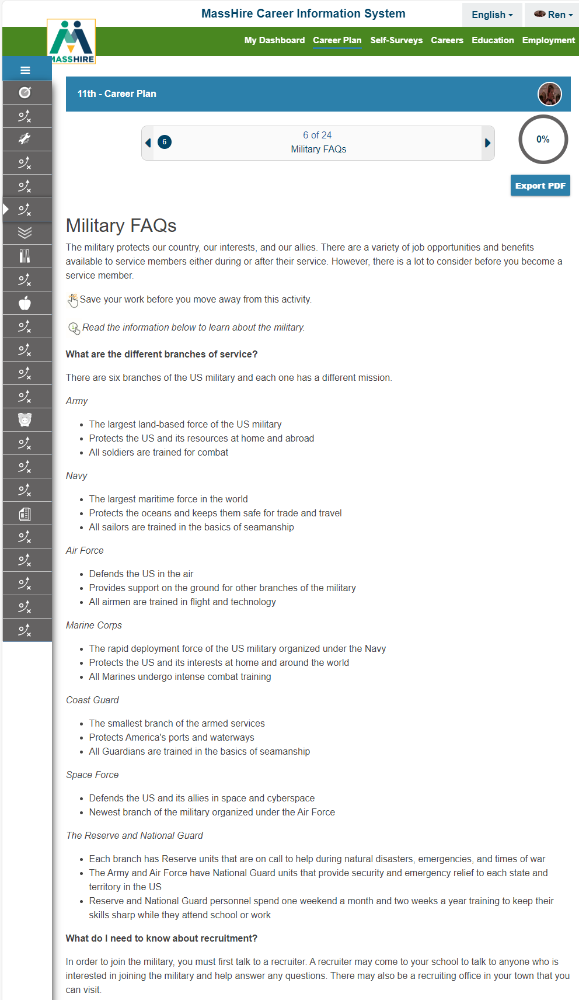 MassHire Career Information System
English
Ren
MASSHIRE
My Dashboard Career Plan Self-Surveys Careers Education Employment
11th - Career Plan
6
6 of 24
Military FAQs
0%
Export PDF
Military FAQs
The military protects our country, our interests, and our allies. There are a variety of job opportunities and benefits
available to service members either during or after their service. However, there is a lot to consider before you become a
service member.
Save your work before you move away from this activity.
Read the information below to learn about the military.
What are the different branches of service?
There are six branches of the US military and each one has a different mission.
Army
• The largest land-based force of the US military
• Protects the US and its resources at home and abroad
• All soldiers are trained for combat
Navy
• The largest maritime force in the world
• Protects the oceans and keeps them safe for trade and travel
• All sailors are trained in the basics of seamanship
Air Force
• Defends the US in the air
• Provides support on the ground for other branches of the military
• All airmen are trained in flight and technology
Marine Corps
• The rapid deployment force of the US military organized under the Navy
• Protects the US and its interests at home and around the world
• All Marines undergo intense combat training
Coast Guard
• The smallest branch of the armed services
• Protects America's ports and waterways
• All Guardians are trained in the basics of seamanship
Space Force
• Defends the US and its allies in space and cyberspace
• Newest branch of the military organized under the Air Force
The Reserve and National Guard
• Each branch has Reserve units that are on call to help during natural disasters, emergencies, and times of war
• The Army and Air Force have National Guard units that provide security and emergency relief to each state and
territory in the US
• Reserve and National Guard personnel spend one weekend a month and two weeks a year training to keep their
skills sharp while they attend school or work
What do I need to know about recruitment?
In order to join the military, you must first talk to a recruiter. A recruiter may come to your school to talk to anyone who is
interested in joining the military and help answer any questions. There may also be a recruiting office in your town that you
can visit.